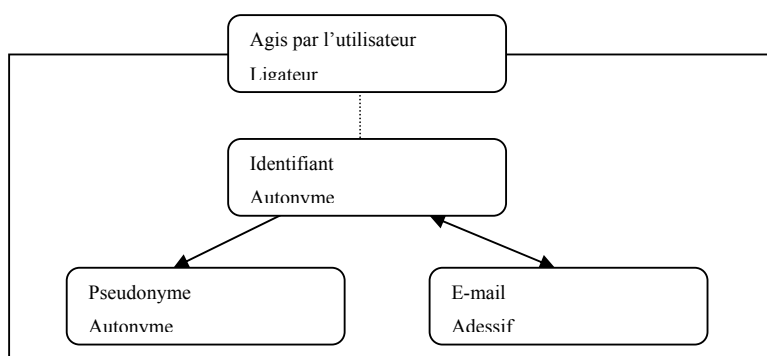 Agis par l’utilisateur
Ligateur
Identifiant
Autonyme
Pseudonyme
Autonyme
E-mail
Adessif